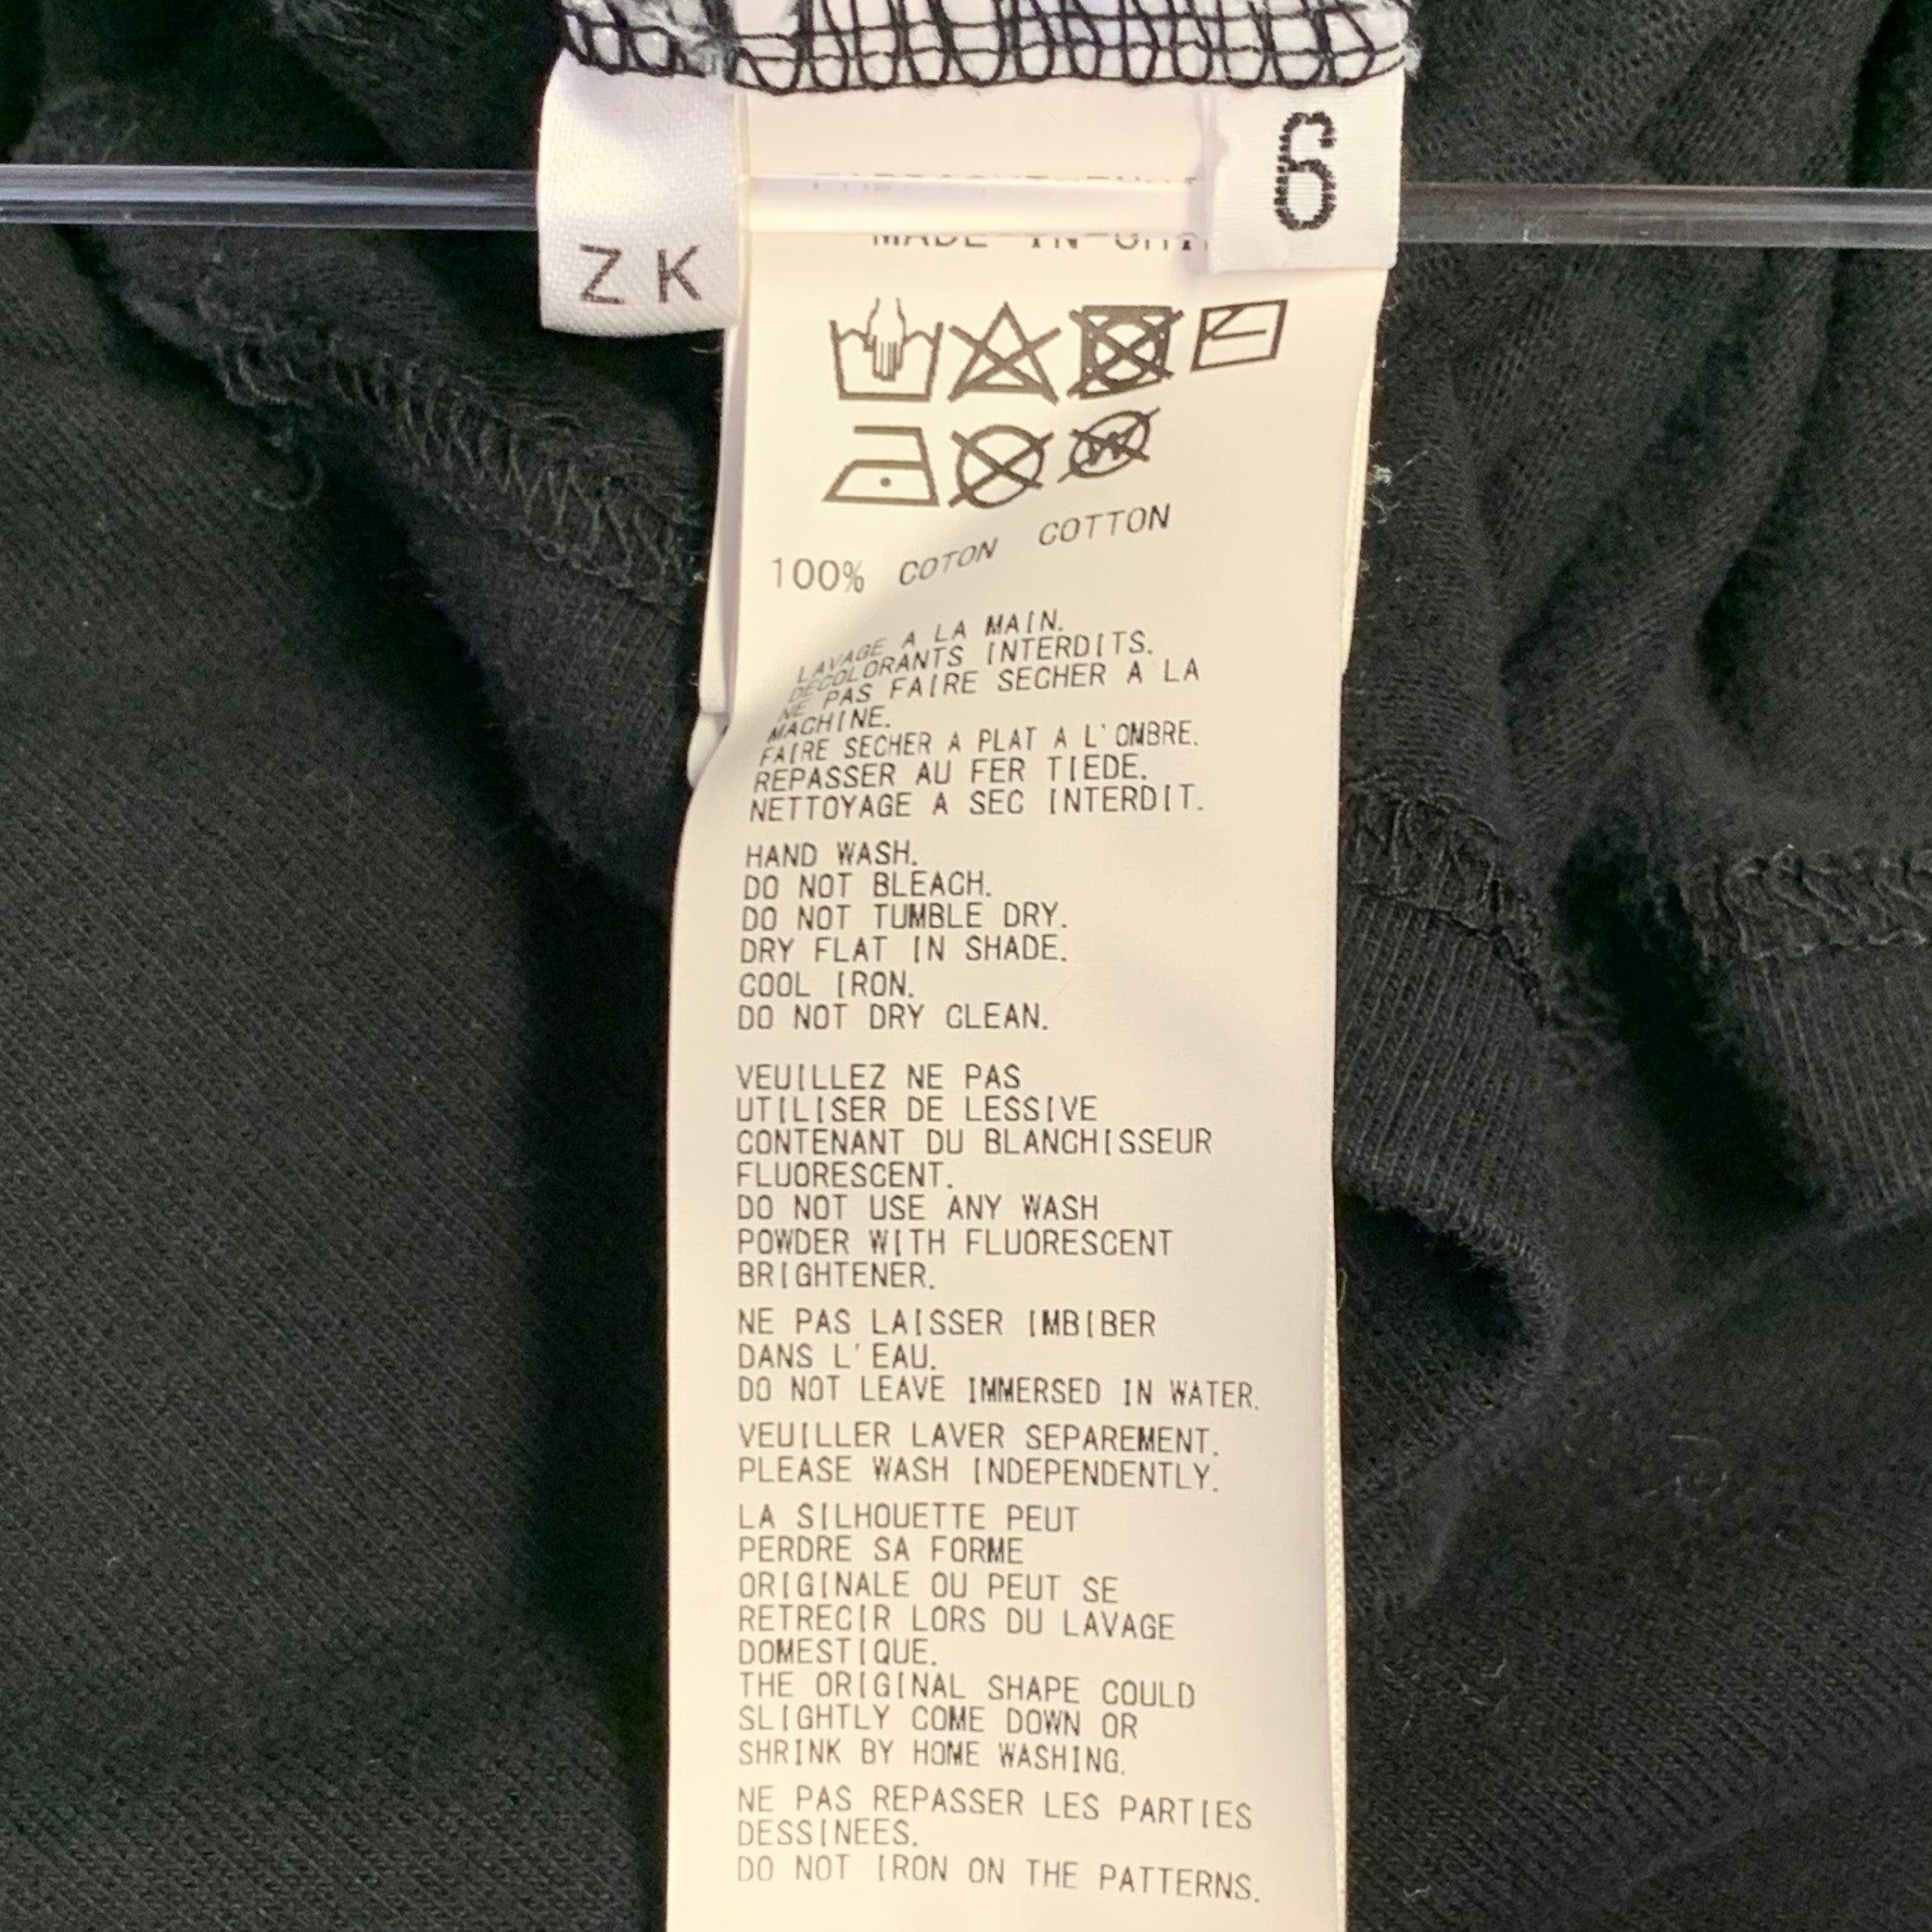 6
ZK
MADE IN
100% COTON COTTON
LAVAGE A LA MAIN.
DECOLORANTS INTERDITS.
NE PAS FAIRE SECHER A LA
MACHINE.
FAIRE SECHER A PLAT A L'OMBRE.
REPASSER AU FER TIEDE.
NETTOYAGE A SEC INTERDIT.
HAND WASH.
DO NOT BLEACH.
DO NOT TUMBLE DRY.
DRY FLAT IN SHADE.
COOL IRON.
DO NOT DRY CLEAN.
VEUILLEZ NE PAS
UTILISER DE LESSIVE
CONTENANT DU BLANCHISSEUR
FLUORESCENT.
DO NOT USE ANY WASH
POWDER WITH FLUORESCENT
BRIGHTENER.
NE PAS LAISSER IMBIBER
DANS L'EAU.
DO NOT LEAVE IMMERSED IN WATER.
VEUILLER LAVER SEPAREMENT.
PLEASE WASH INDEPENDENTLY.
LA SILHOUETTE PEUT
PERDRE SA FORME
ORIGINALE OU PEUT SE
RETRECIR LORS DU LAVAGE
DOMESTIQUE.
THE ORIGINAL SHAPE COULD
SLIGHTLY COME DOWN OR
SHRINK BY HOME WASHING.
NE PAS REPASSER LES PARTIES
DESSINEES.
DO NOT IRON ON THE PATTERNS.